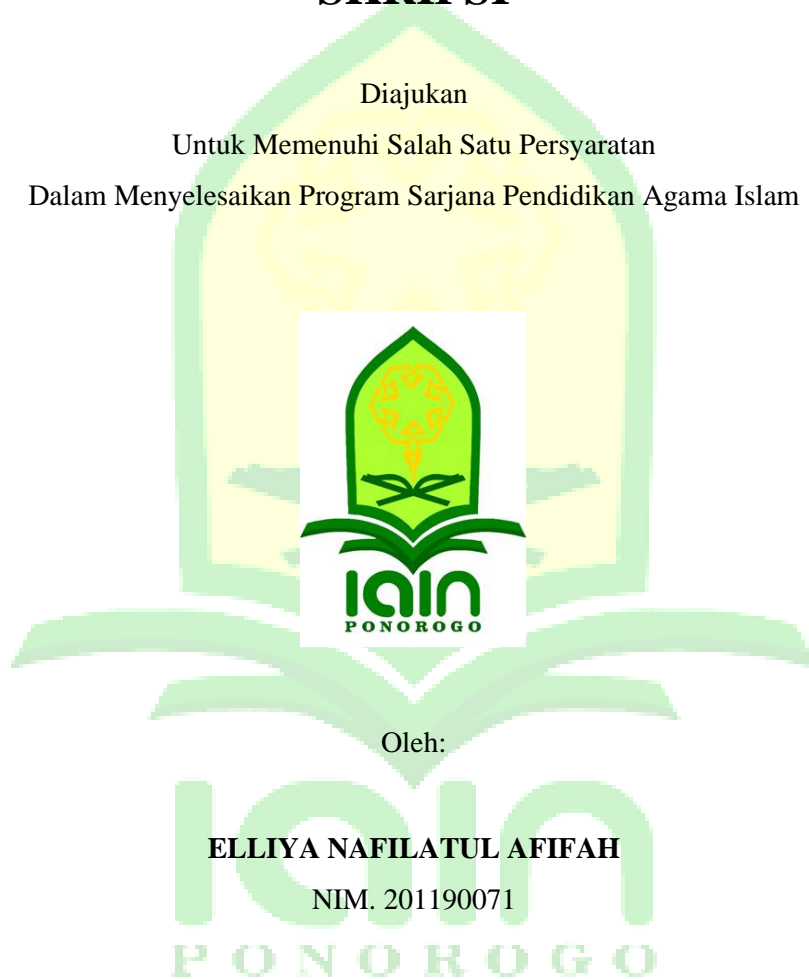 SKRIPSI
Diajukan
Untuk Memenuhi Salah Satu Persyaratan
Dalam Menyelesaikan Program Sarjana Pendidikan Agama Islam
IAIN
PONOROGO
Oleh:
ELLIYA NAFILATUL AFIFAH
NIM. 201190071
IAIN
PONOROGO